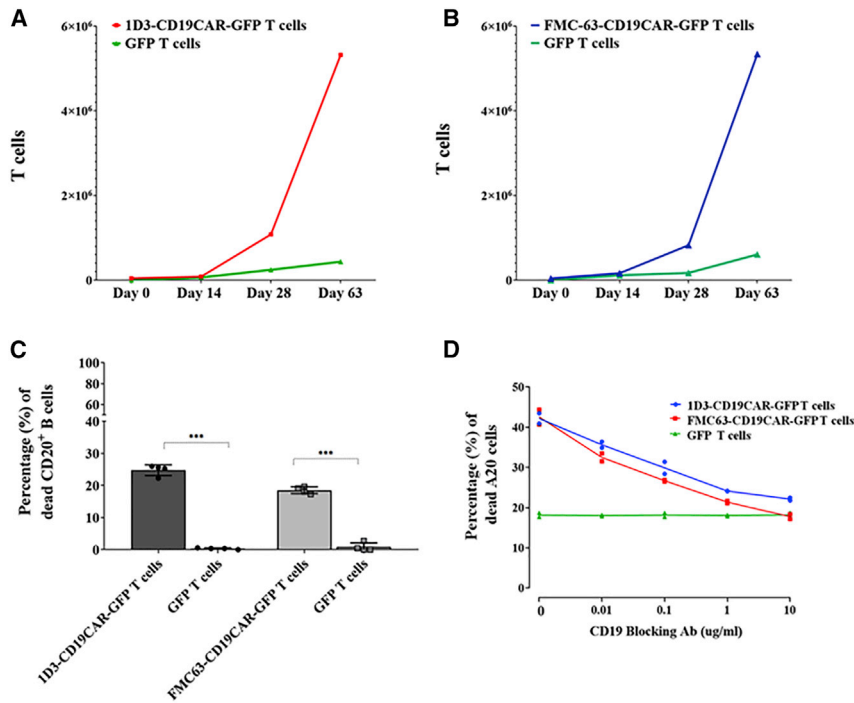 A
1D3-CD19CAR-GFP T cells
GFP T cells
6×10⁶
4×10⁶
2×10⁶
0
T cells
Day 0 Day 14 Day 28 Day 63
B
FMC-63-CD19CAR-GFP T cells
GFP T cells
6×10⁶
4×10⁶
2×10⁶
0
T cells
Day 0 Day 14 Day 28 Day 63
C
Percentage (%) of
dead CD20⁺ B cells
100
80
60
40
20
10
0
***
***
1D3-CD19CAR-GFP T cells
GFP T cells
FMC63-CD19CAR-GFP T cells
GFP T cells
D
Percentage (%) of
dead A20 cells
50
40
30
20
10
0
1D3-CD19CAR-GFPT cells
FMC63-CD19CAR-GFPT cells
GFP T cells
0 0.01 0.1 1 10
CD19 Blocking Ab (ug/ml)